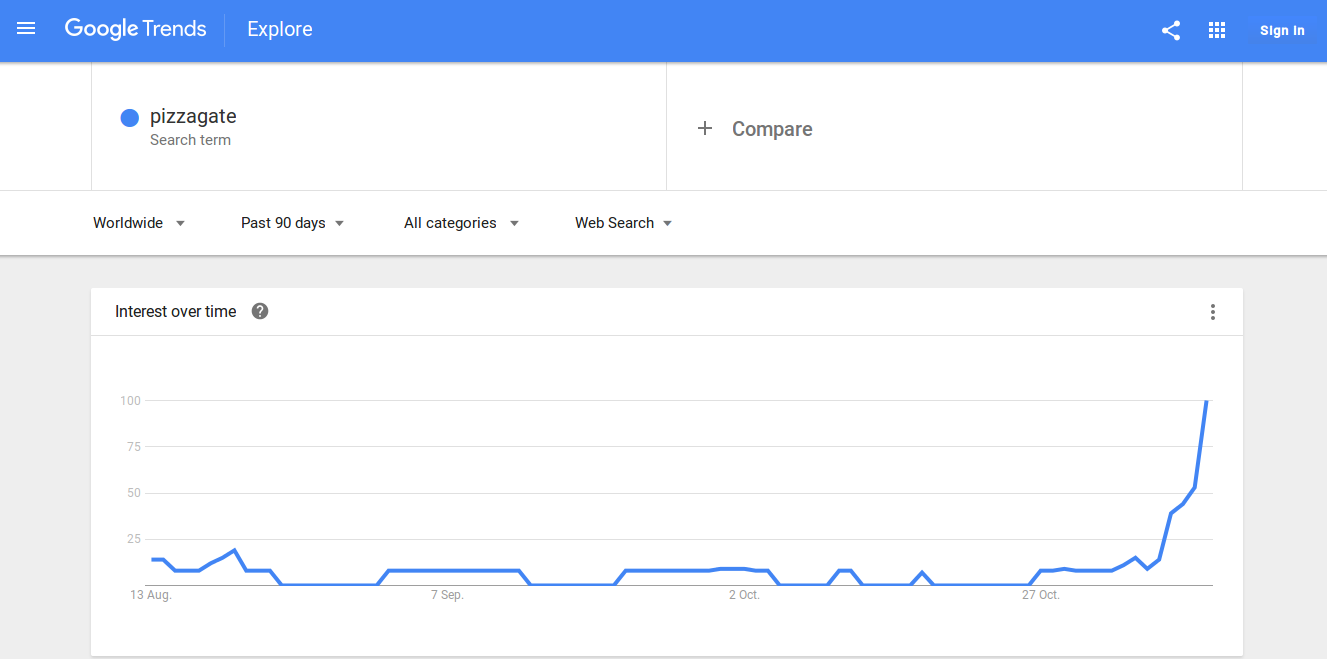 Google Trends Explore Sign in
pizzagate
Search term
+ Compare
Worldwide Past 90 days All categories Web Search
Interest over time ?
100
75
50
25
13 Aug. 7 Sep. 2 Oct. 27 Oct.